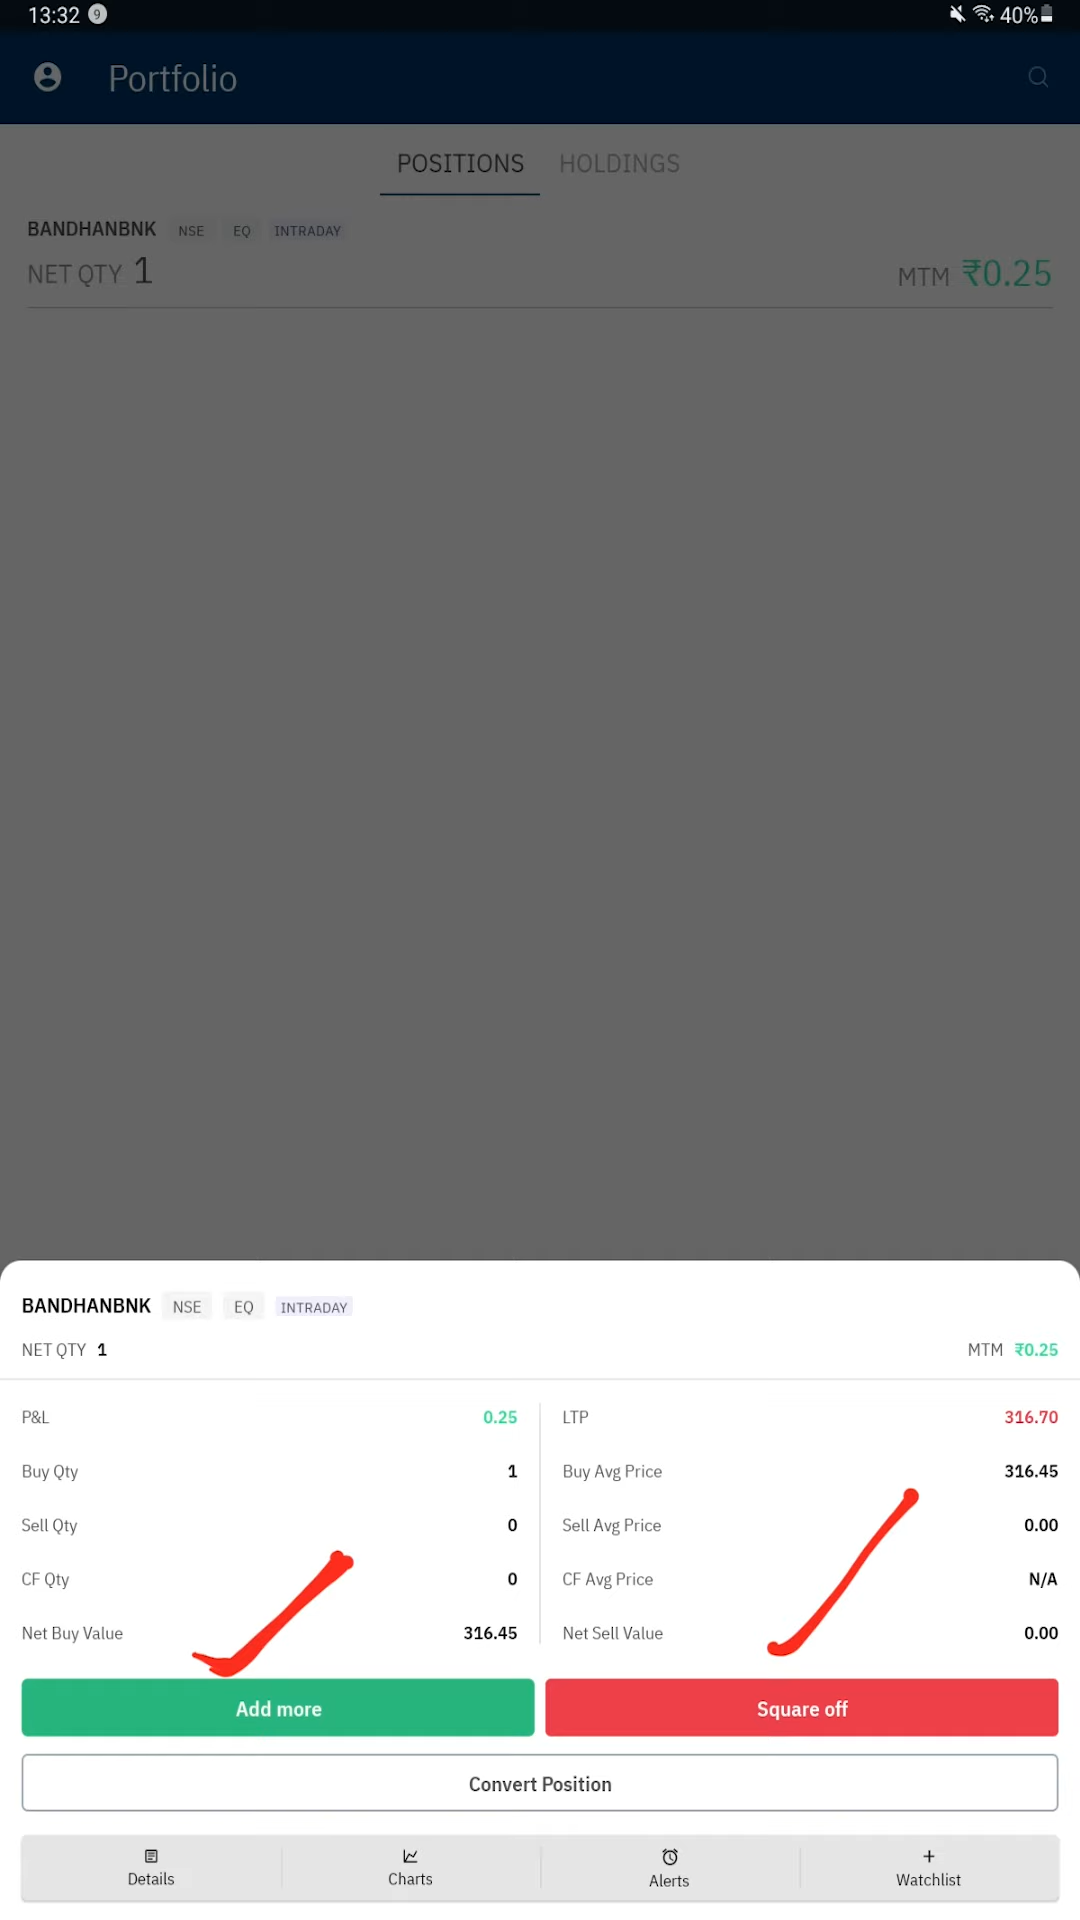 13:32 9 40%
Portfolio
POSITIONS HOLDINGS
BANDHANBNK NSE EQ INTRADAY
NET QTY 1 MTM ₹0.25
BANDHANBNK NSE EQ INTRADAY
NET QTY 1 MTM ₹0.25
P&L 0.25 LTP 316.70
Buy Qty 1 Buy Avg Price 316.45
Sell Qty 0 Sell Avg Price 0.00
CF Qty 0 CF Avg Price N/A
Net Buy Value 316.45 Net Sell Value 0.00
Add more Square off
Convert Position
Details Charts Alerts Watchlist